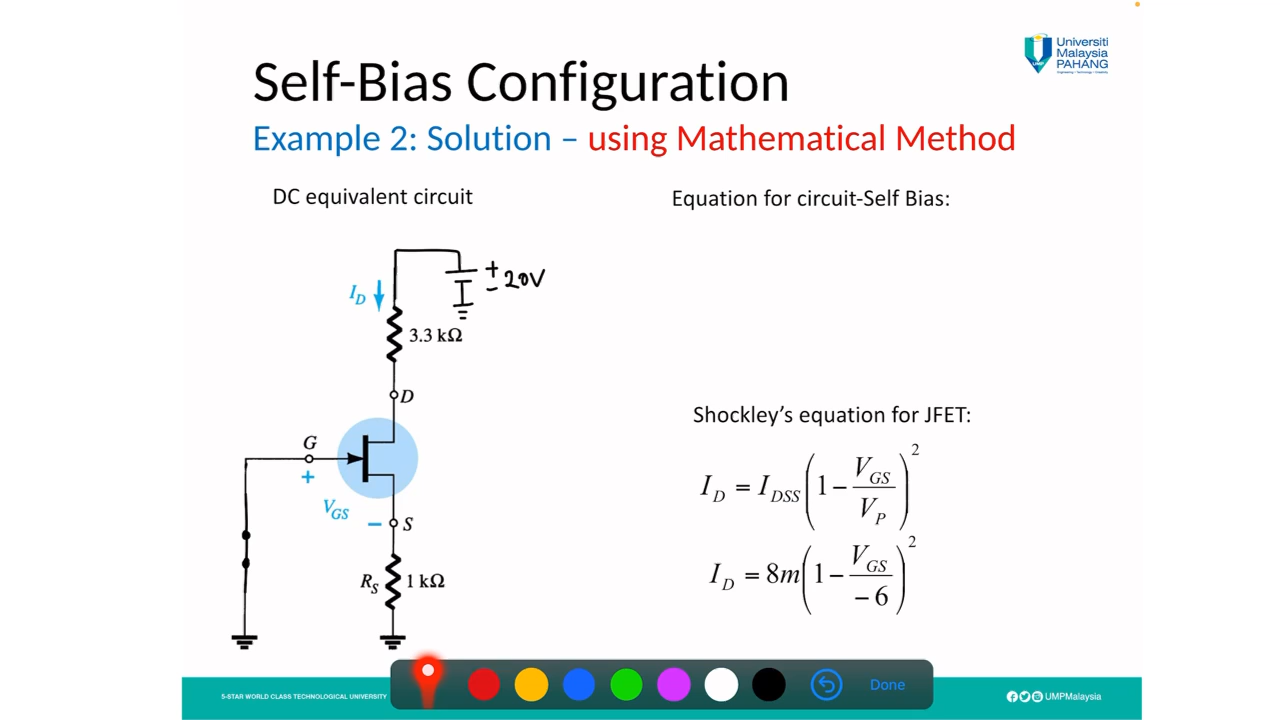 Universiti
Malaysia
PAHANG
Self-Bias Configuration
Example 2: Solution – using Mathematical Method
DC equivalent circuit
Equation for circuit-Self Bias:
+
− 20V
I_D
3.3 kΩ
D
G
+
V_GS
−
S
R_S
1 kΩ
Shockley’s equation for JFET:
I_D = I_DSS (1 − V_GS / V_P)^2
I_D = 8m (1 − V_GS / −6)^2
5-STAR WORLD CLASS TECHNOLOGICAL UNIVERSITY
Done
UMPMalaysia